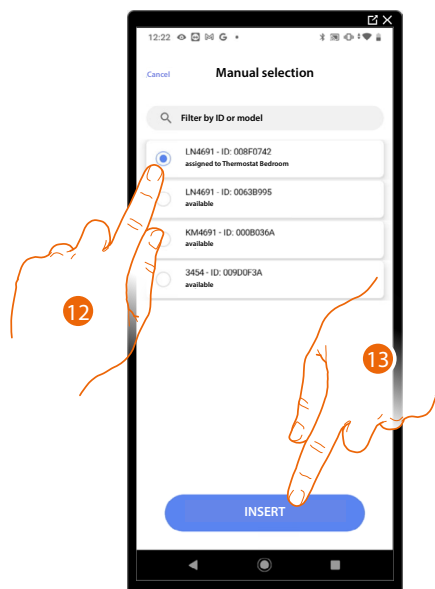 12:22
Cancel
Manual selection
Filter by ID or model
LN4691 - ID: 008F0742
assigned to Thermostat Bedroom
LN4691 - ID: 0063B995
available
KM4691 - ID: 000B036A
available
3454 - ID: 009D0F3A
available
12
13
INSERT